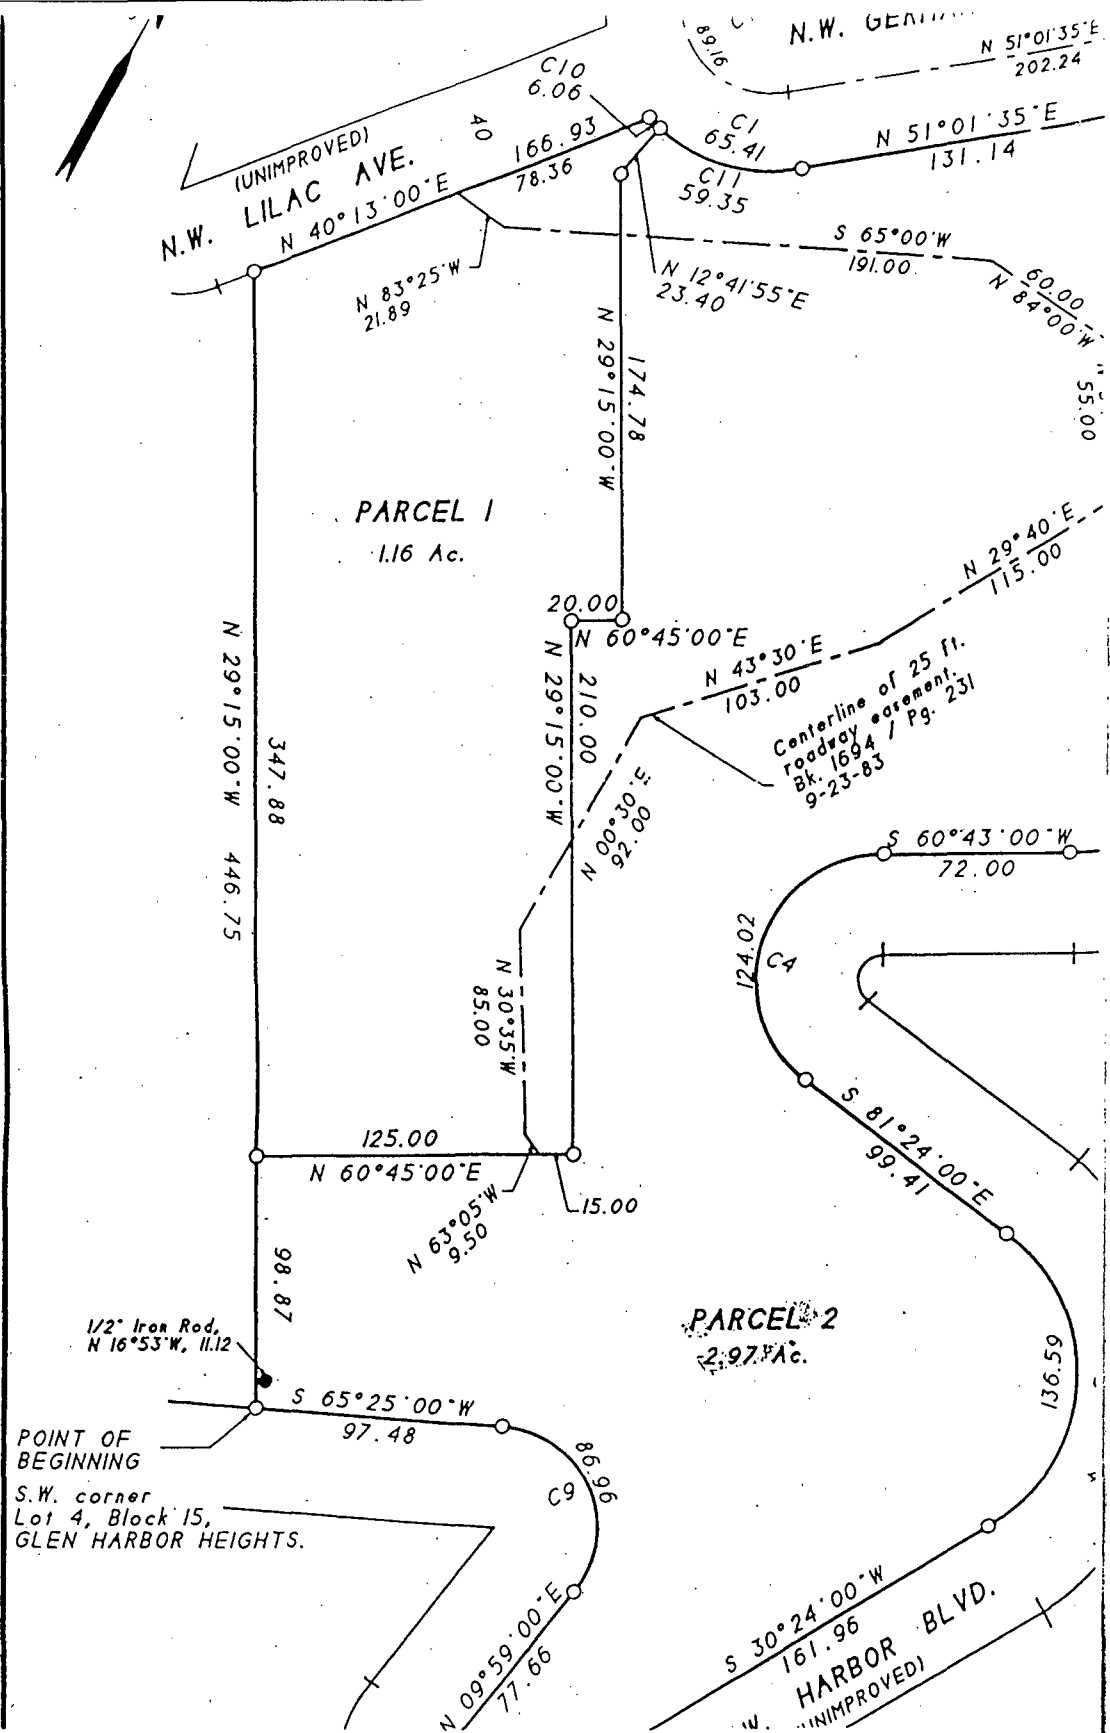 N.W.
N 51°01'35"E
202.24
89.16
C10
6.06
40
(UNIMPROVED)
N.W. LILAC AVE.
166.93
N 40°13'00"E
78.36
C1
65.41
C11
59.35
N 51°01'35"E
131.14
S 65°00'W
191.00
N 83°25'W
21.89
N 12°41'55"E
23.40
60.00
N 84°00'W
55.00
N 29°15'00"W
174.78
PARCEL 1
1.16 Ac.
N 29°40'E
115.00
20.00
N 60°45'00"E
N 43°30'E
103.00
Centerline of 25 ft.
roadway easement.
Bk. 1694 / Pg. 231
9-23-83
N 29°15'00"W
210.00
N 29°15'00"W 446.75
347.88
N 00°30'E
92.00
S 60°43'00"W
72.00
124.02
C4
N 30°35'W
85.00
S 81°24'00"E
99.41
125.00
N 60°45'00"E
N 63°05'W
9.50
15.00
98.87
1/2" Iron Rod,
N 16°53'W, 11.12
PARCEL 2
2.97 Ac.
136.59
S 65°25'00"W
97.48
POINT OF
BEGINNING
S.W. corner
Lot 4, Block 15,
GLEN HARBOR HEIGHTS.
86.96
C9
N 09°59'00"E
77.66
S 30°24'00"W
161.96
HARBOR BLVD.